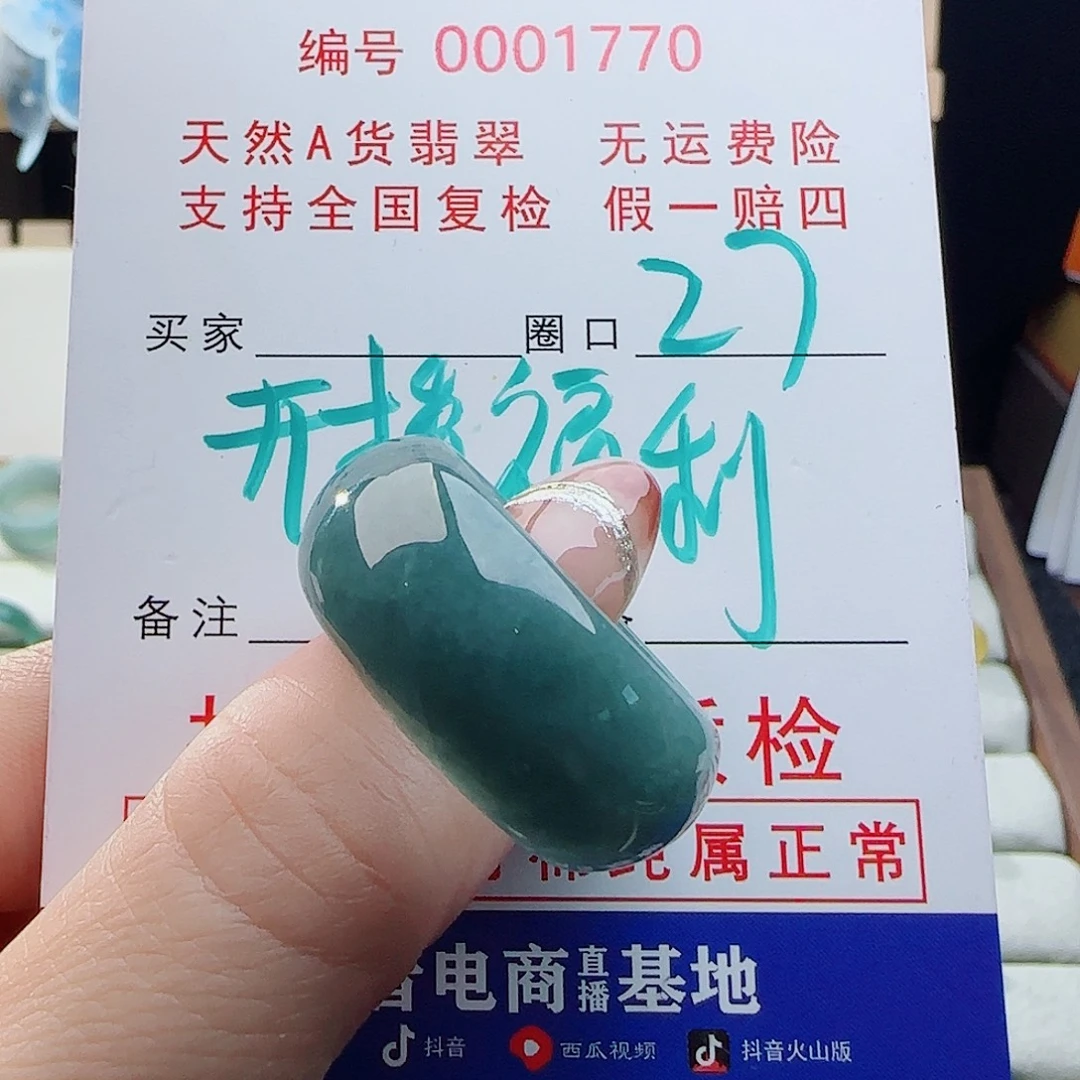 编号 0001770
天然A货翡翠 无运费险
支持全国复检 假一赔四
买家 圈口 27
开播福利
备注
检
属正常
电商直播基地
抖音 西瓜视频 抖音火山版